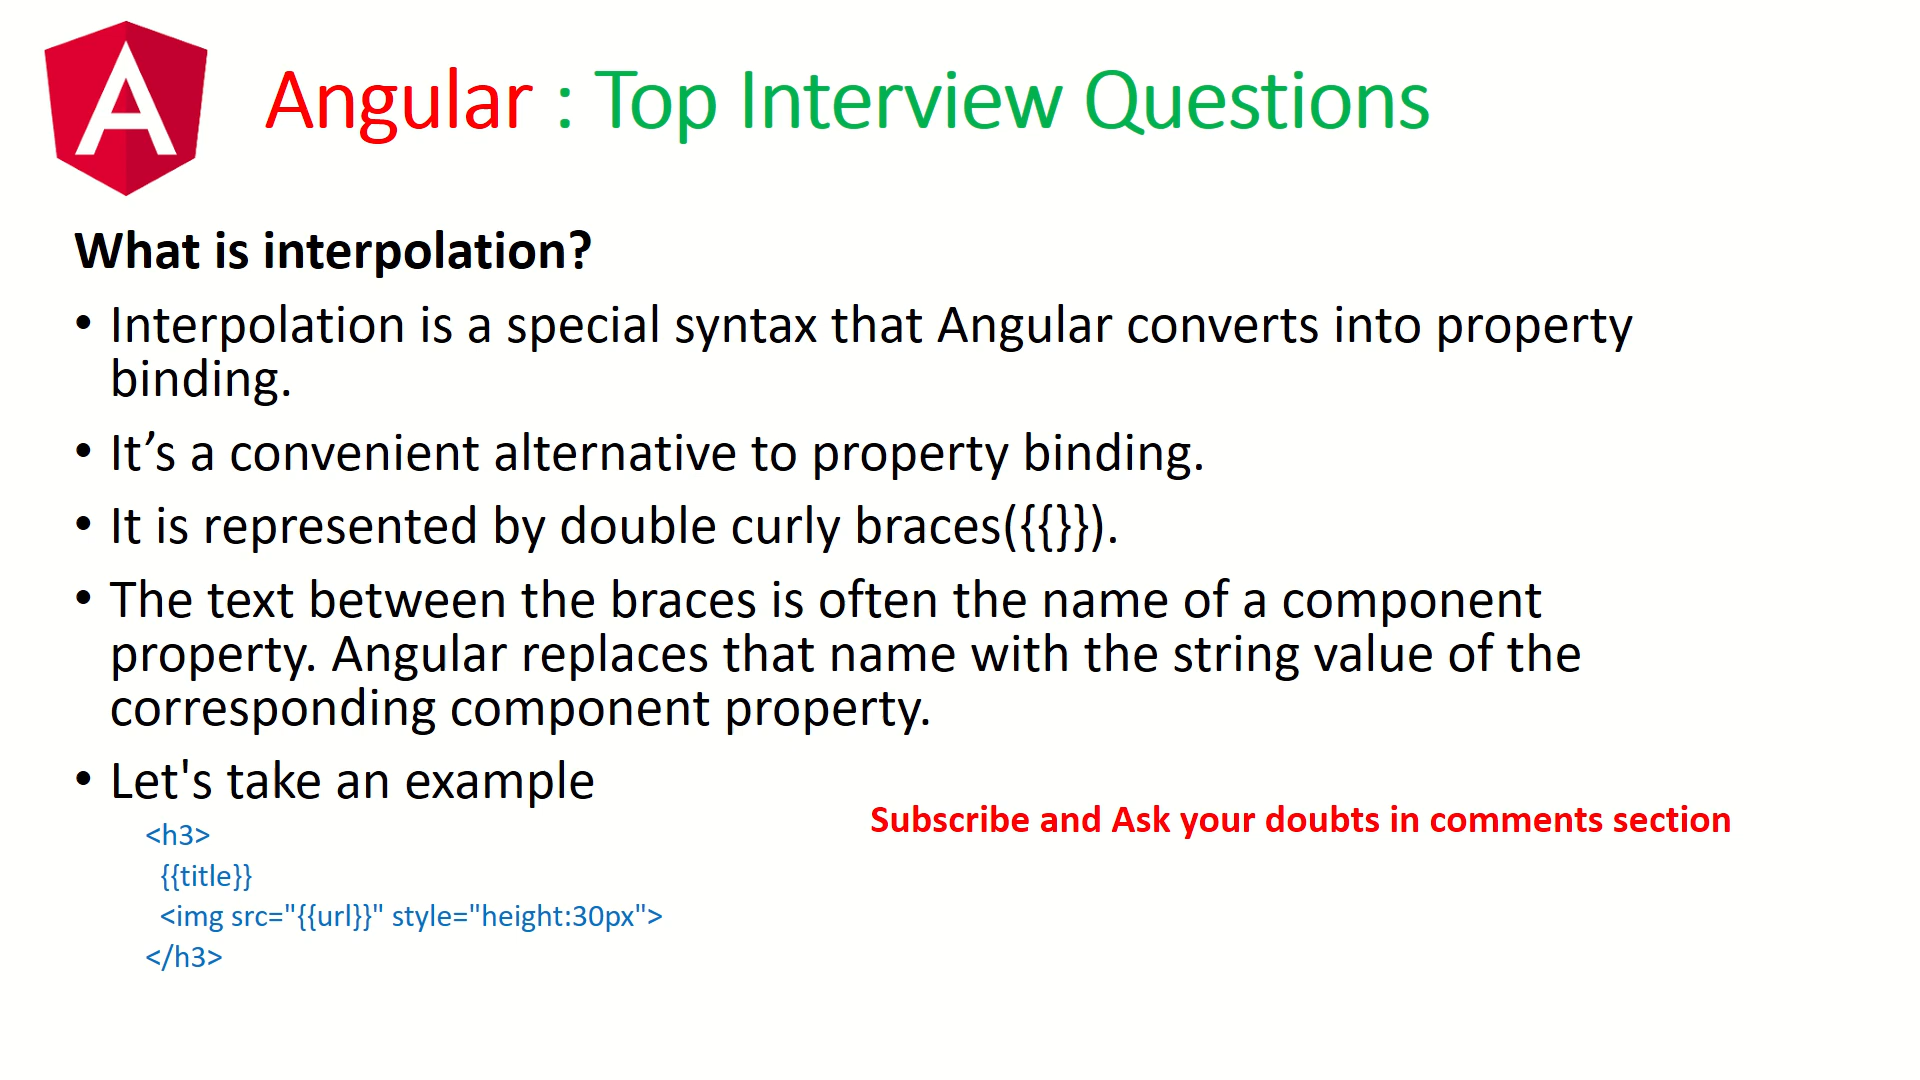 A
Angular : Top Interview Questions
What is interpolation?
• Interpolation is a special syntax that Angular converts into property
binding.
• It’s a convenient alternative to property binding.
• It is represented by double curly braces({{}}).
• The text between the braces is often the name of a component
property. Angular replaces that name with the string value of the
corresponding component property.
• Let's take an example
Subscribe and Ask your doubts in comments section
<h3>
{{title}}
<img src="{{url}}" style="height:30px">
</h3>